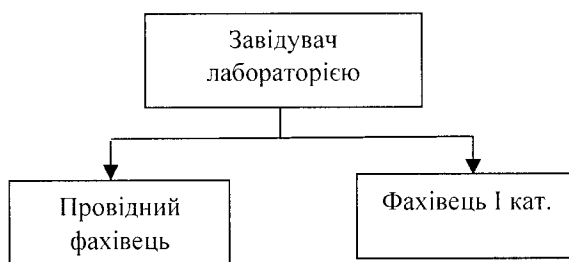 Завідувач
лабораторією
Провідний
фахівець
Фахівець І кат.